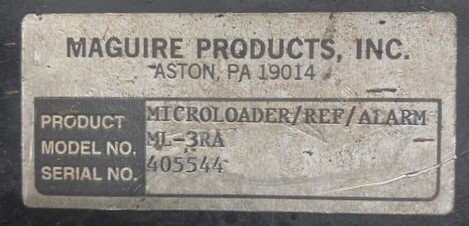 MAGUIRE PRODUCTS, INC.
ASTON, PA 19014
PRODUCT MICROLOADER/REF/ALARM
MODEL NO. ML-3RA
SERIAL NO. 405544